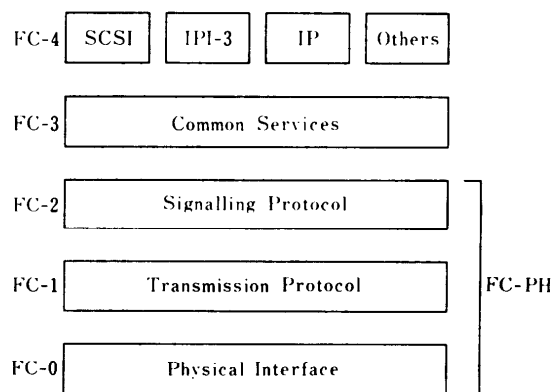 FC-4 SCSI IPI-3 IP Others
FC-3 Common Services
FC-2 Signalling Protocol
FC-1 Transmission Protocol FC-PH
FC-0 Physical Interface